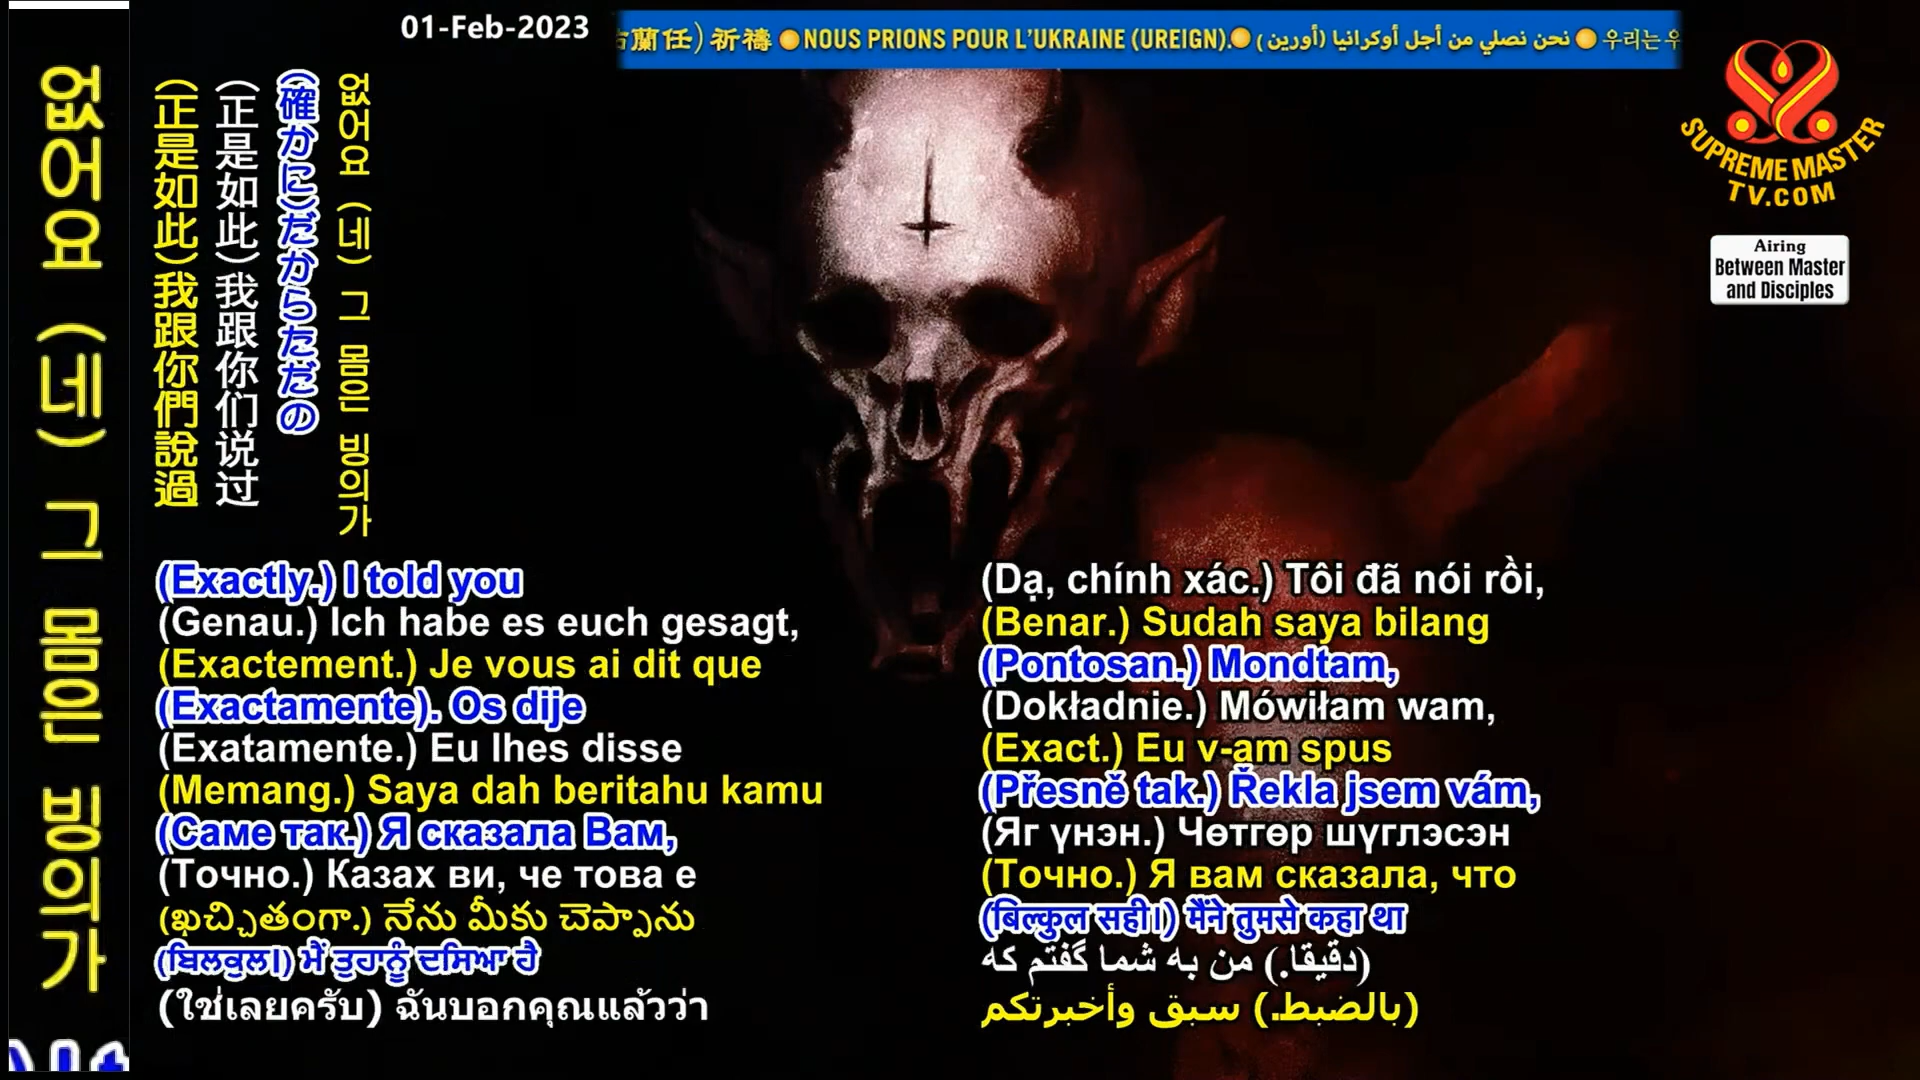 01-Feb-2023
蘭任) 祈禱 NOUS PRIONS POUR L'UKRAINE (UREIGN). نحن نصلي من أجل أوكرانيا (أورين) 우리는
SUPREME MASTER
TV.COM
Airing
Between Master
and Disciples
없어요 (네) 그 몸은 빙의가
(正是如此)我跟你們說過
(正是如此)我跟你们说过
(確かに)だからただの
없어요 (네) 그 몸은 빙의가
(Exactly.) I told you
(Genau.) Ich habe es euch gesagt,
(Exactement.) Je vous ai dit que
(Exactamente). Os dije
(Exatamente.) Eu lhes disse
(Memang.) Saya dah beritahu kamu
(Саме так.) Я сказала Вам,
(Точно.) Казах ви, че това е
(ఖచ్చితంగా.) నేను మీకు చెప్పాను
(ਬਿਲਕੁਲ।) ਮੈਂ ਤੁਹਾਨੂੰ ਦਸਿਆ ਹੈ
(ใช่เลยครับ) ฉันบอกคุณแล้วว่า
(Dạ, chính xác.) Tôi đã nói rồi,
(Benar.) Sudah saya bilang
(Pontosan.) Mondtam,
(Dokładnie.) Mówiłam wam,
(Exact.) Eu v-am spus
(Přesně tak.) Řekla jsem vám,
(Яг үнэн.) Чөтгөр шүглэсэн
(Точно.) Я вам сказала, что
(बिल्कुल सही।) मैंने तुमसे कहा था
(دقیقا.) من به شما گفتم که
(بالضبط.) سبق وأخبرتكم